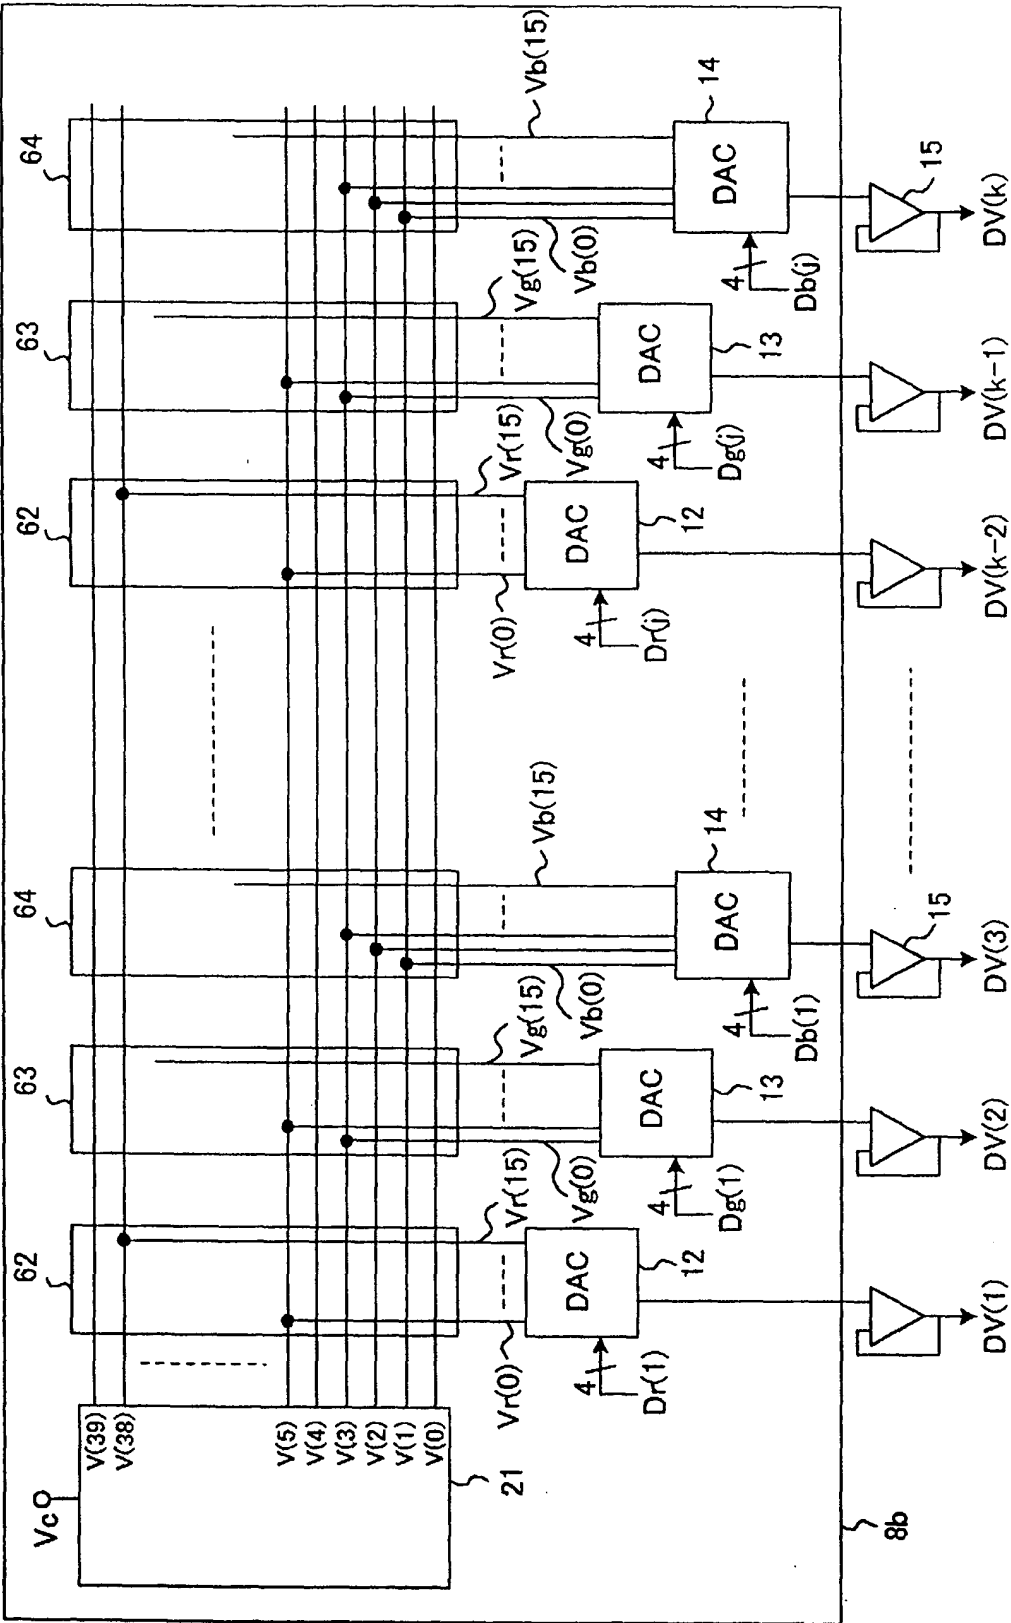 Vc
V(39)
V(38)
V(5)
V(4)
V(3)
V(2)
V(1)
V(0)
21
8b
62
63
64
62
63
64
Vr(0)
Vr(15)
Vg(0)
Vg(15)
Vb(0)
Vb(15)
Vr(0)
Vr(15)
Vg(0)
Vg(15)
Vb(0)
Vb(15)
DAC
12
4
Dr(1)
DAC
13
4
Dg(1)
DAC
14
4
Db(1)
DAC
12
4
Dr(j)
DAC
13
4
Dg(j)
DAC
14
4
Db(j)
15
15
DV(1)
DV(2)
DV(3)
DV(k-2)
DV(k-1)
DV(k)